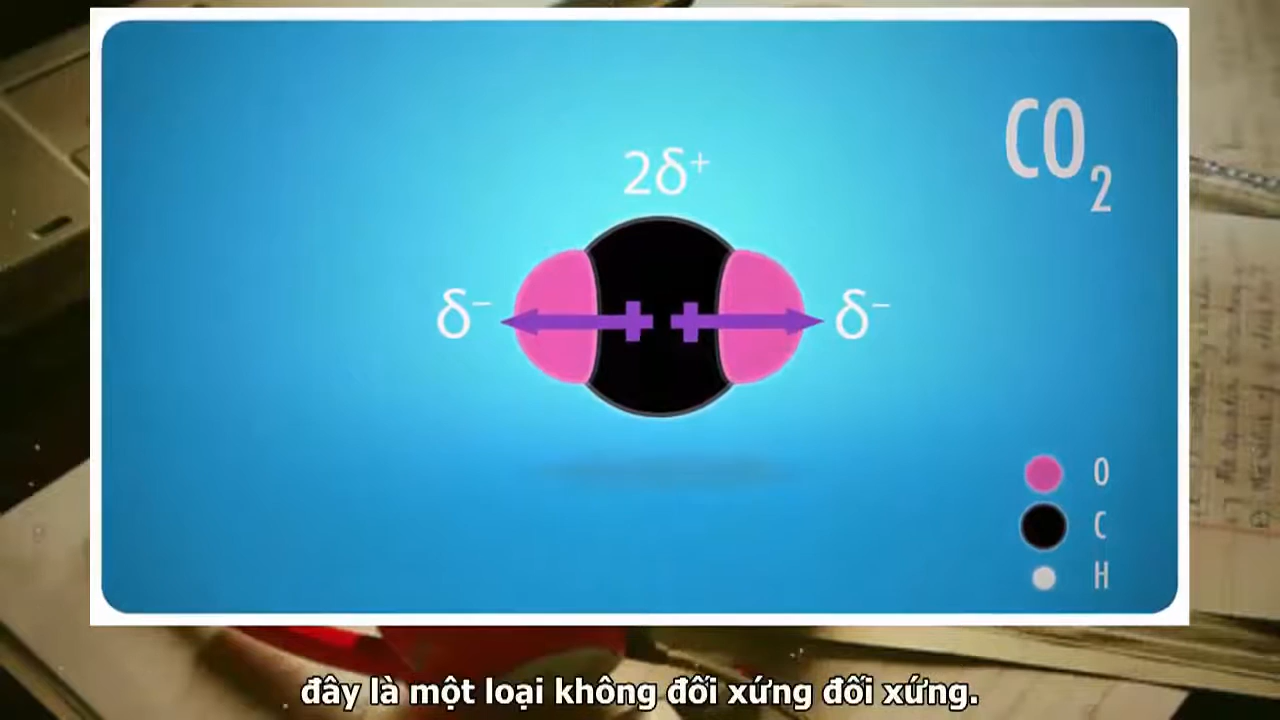 CO₂
2δ⁺
δ⁻ δ⁻
O
C
H
đây là một loại không đối xứng đối xứng.